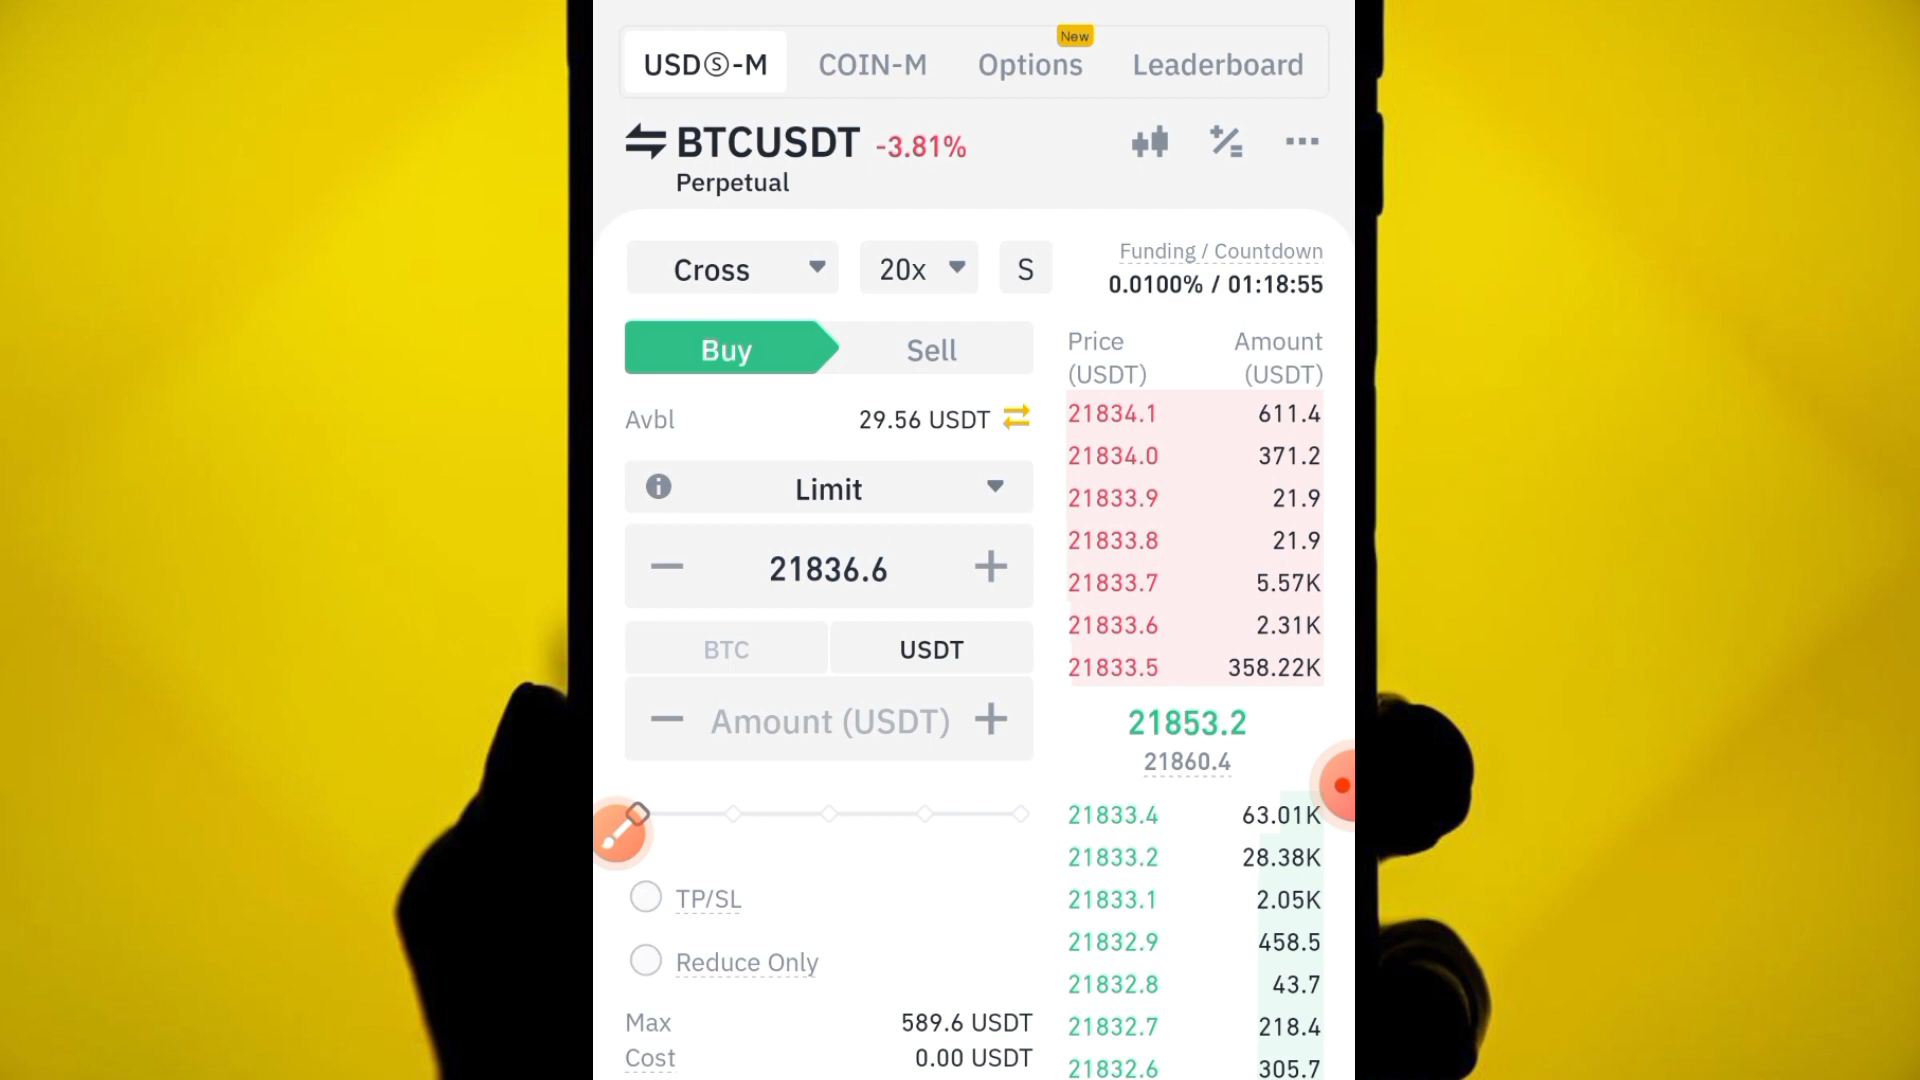 New
USDⓈ-M COIN-M Options Leaderboard
BTCUSDT -3.81%
Perpetual
Cross 20x S
Funding / Countdown
0.0100% / 01:18:55
Buy Sell
Avbl 29.56 USDT
Limit
21836.6
BTC USDT
Amount (USDT)
TP/SL
Reduce Only
Max 589.6 USDT
Cost 0.00 USDT
Price Amount
(USDT) (USDT)
21834.1 611.4
21834.0 371.2
21833.9 21.9
21833.8 21.9
21833.7 5.57K
21833.6 2.31K
21833.5 358.22K
21853.2
21860.4
21833.4 63.01K
21833.2 28.38K
21833.1 2.05K
21832.9 458.5
21832.8 43.7
21832.7 218.4
21832.6 305.7